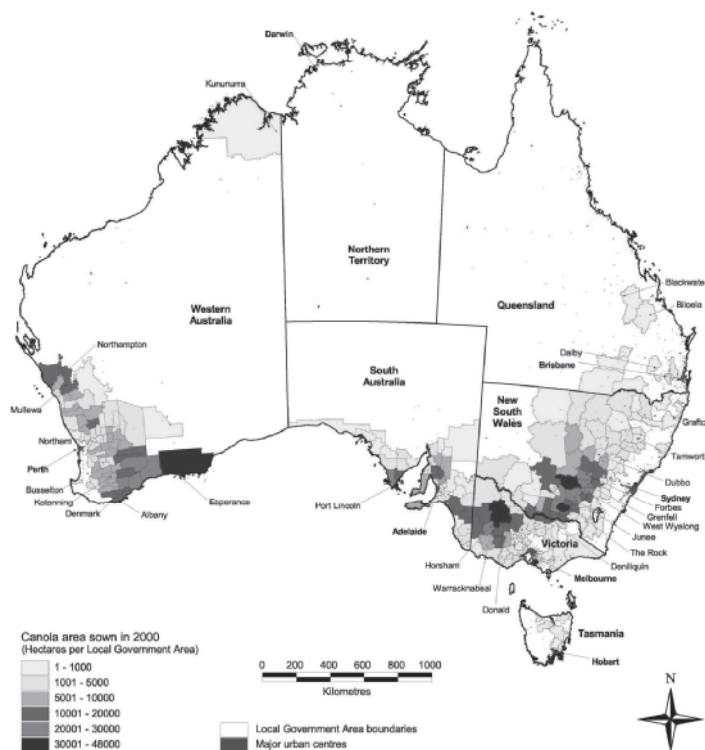 Darwin
Kununurra
Northern
Territory
Western
Australia
Queensland
Blackwater
Biloela
Dalby
Brisbane
South
Australia
New
South
Wales
Northampton
Mullewa
Northam
Perth
Busselton
Katanning
Denmark
Albany
Esperance
Port Lincoln
Adelaide
Grafton
Tamworth
Dubbo
Sydney
Forbes
Grenfell
West Wyalong
Junee
The Rock
Deniliquin
Victoria
Melbourne
Horsham
Warracknabeal
Donald
Tasmania
Hobart
Canola area sown in 2000
(Hectares per Local Government Area)
1 - 1000
1001 - 5000
5001 - 10000
10001 - 20000
20001 - 30000
30001 - 48000
0 200 400 600 800 1000
Kilometres
Local Government Area boundaries
Major urban centres
N